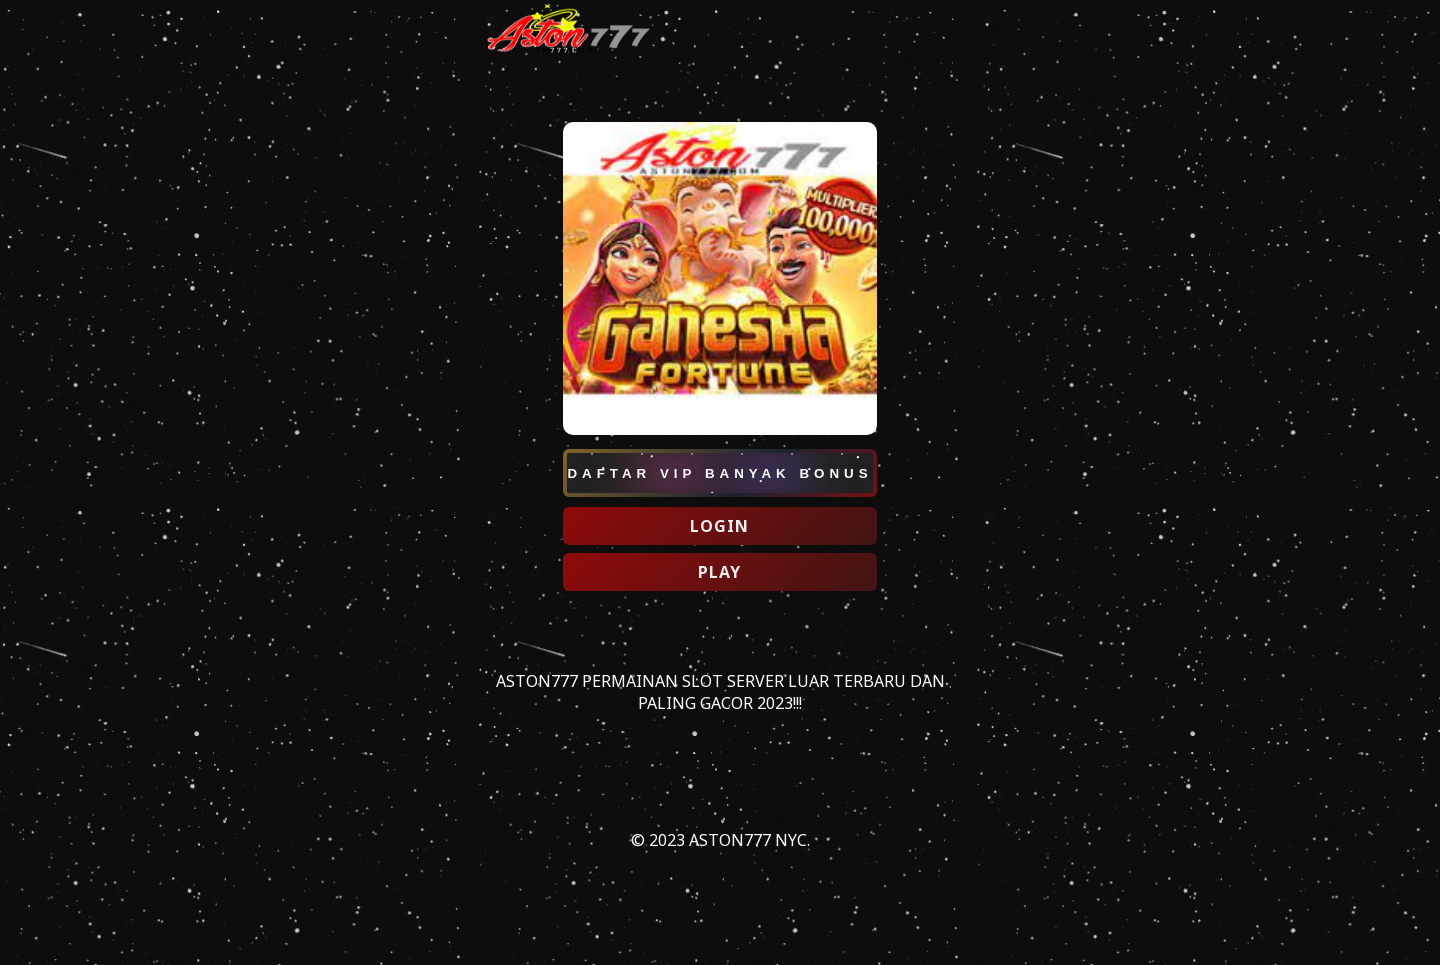 Aston777
777.C
Aston777
ASTON777.COM
MULTIPLIER
100,000
GANESHA
FORTUNE
DAFTAR VIP BANYAK BONUS
LOGIN
PLAY
ASTON777 PERMAINAN SLOT SERVER LUAR TERBARU DAN
PALING GACOR 2023!!!
© 2023 ASTON777 NYC.